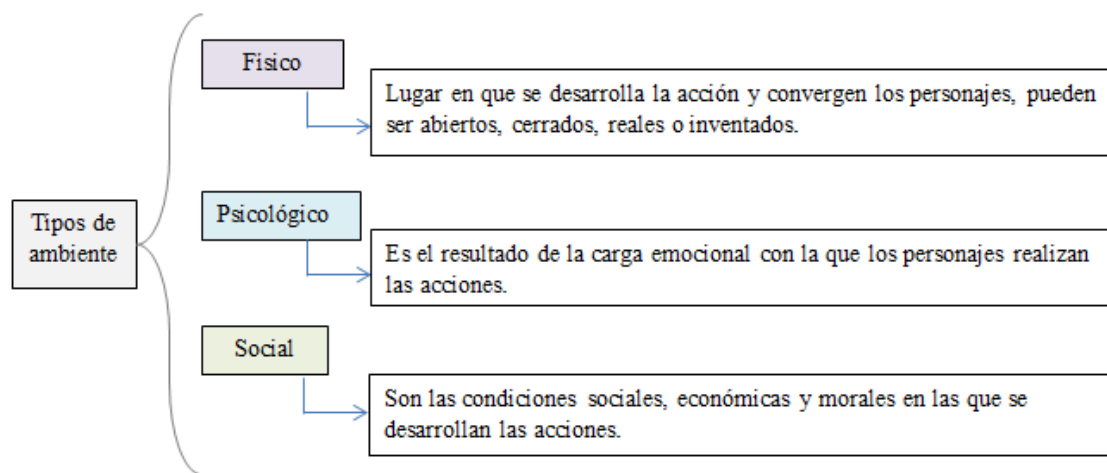 Físico
Lugar en que se desarrolla la acción y convergen los personajes, pueden
ser abiertos, cerrados, reales o inventados.
Tipos de
ambiente
Psicológico
Es el resultado de la carga emocional con la que los personajes realizan
las acciones.
Social
Son las condiciones sociales, económicas y morales en las que se
desarrollan las acciones.